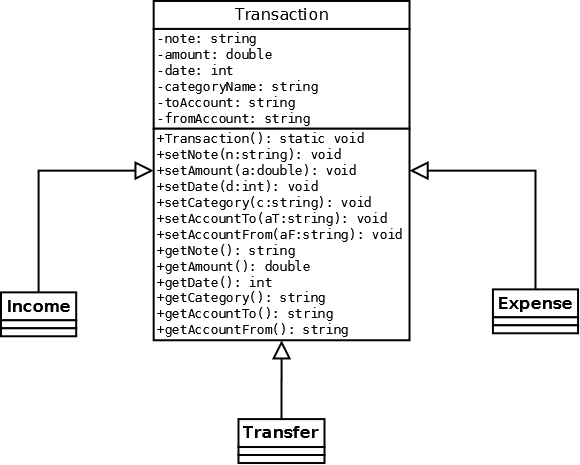 Transaction
-note: string
-amount: double
-date: int
-categoryName: string
-toAccount: string
-fromAccount: string
+Transaction(): static void
+setNote(n:string): void
+setAmount(a:double): void
+setDate(d:int): void
+setCategory(c:string): void
+setAccountTo(aT:string): void
+setAccountFrom(aF:string): void
+getNote(): string
+getAmount(): double
+getDate(): int
+getCategory(): string
+getAccountTo(): string
+getAccountFrom(): string
Income
Expense
Transfer